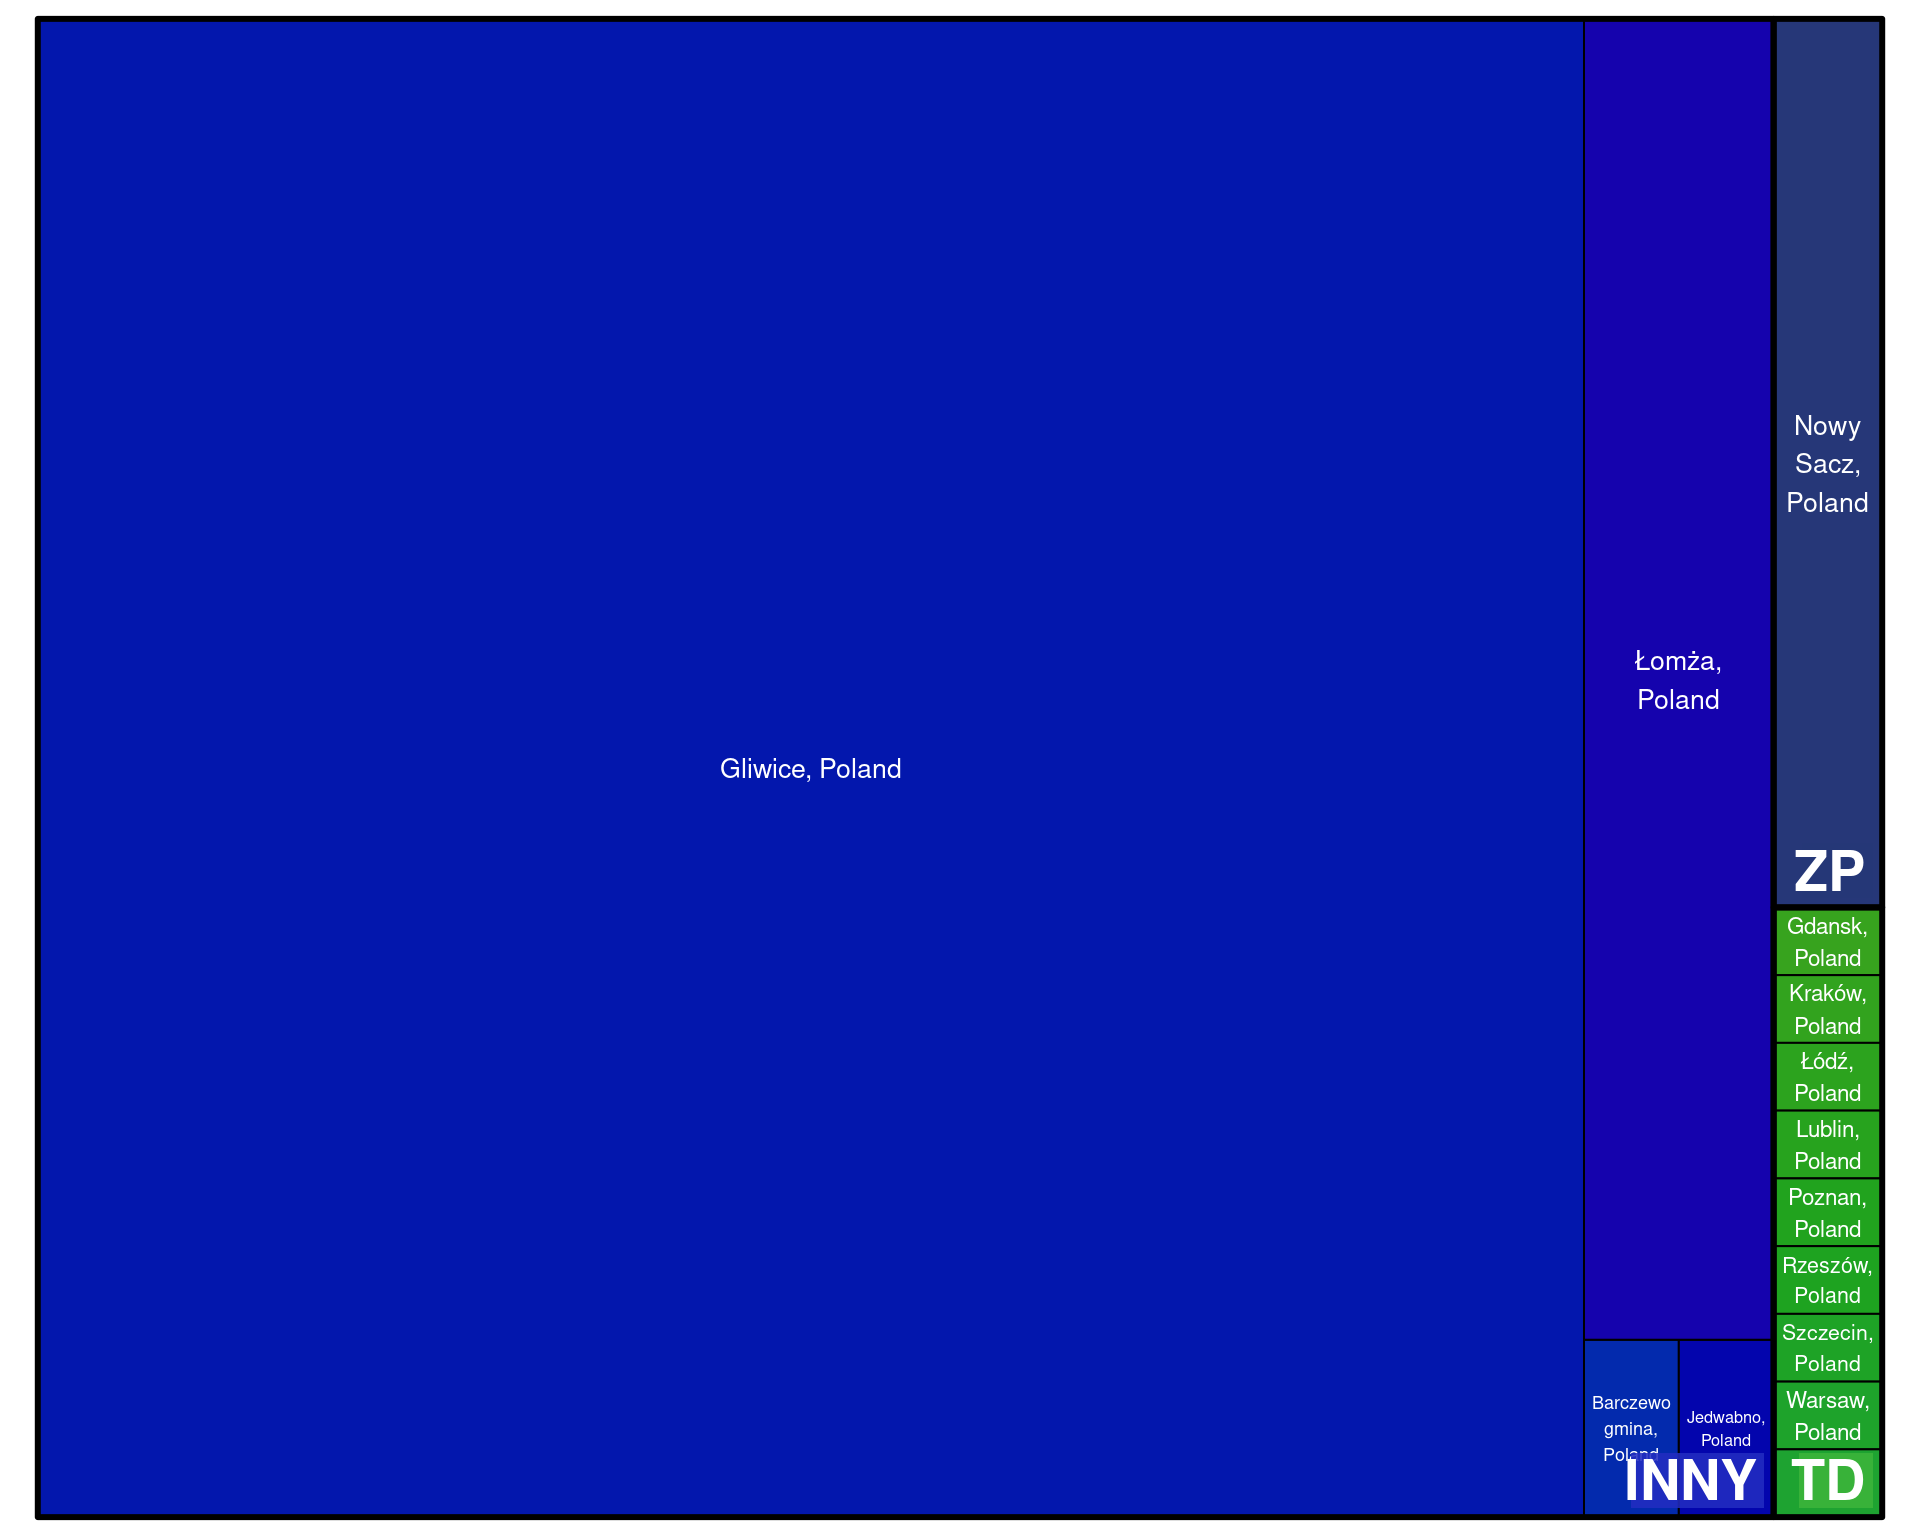 Gliwice, Poland
Łomża,
Poland
Barczewo
gmina,
Poland
Jedwabno,
Poland
INNY
Nowy
Sacz,
Poland
ZP
Gdansk,
Poland
Kraków,
Poland
Łódź,
Poland
Lublin,
Poland
Poznan,
Poland
Rzeszów,
Poland
Szczecin,
Poland
Warsaw,
Poland
TD